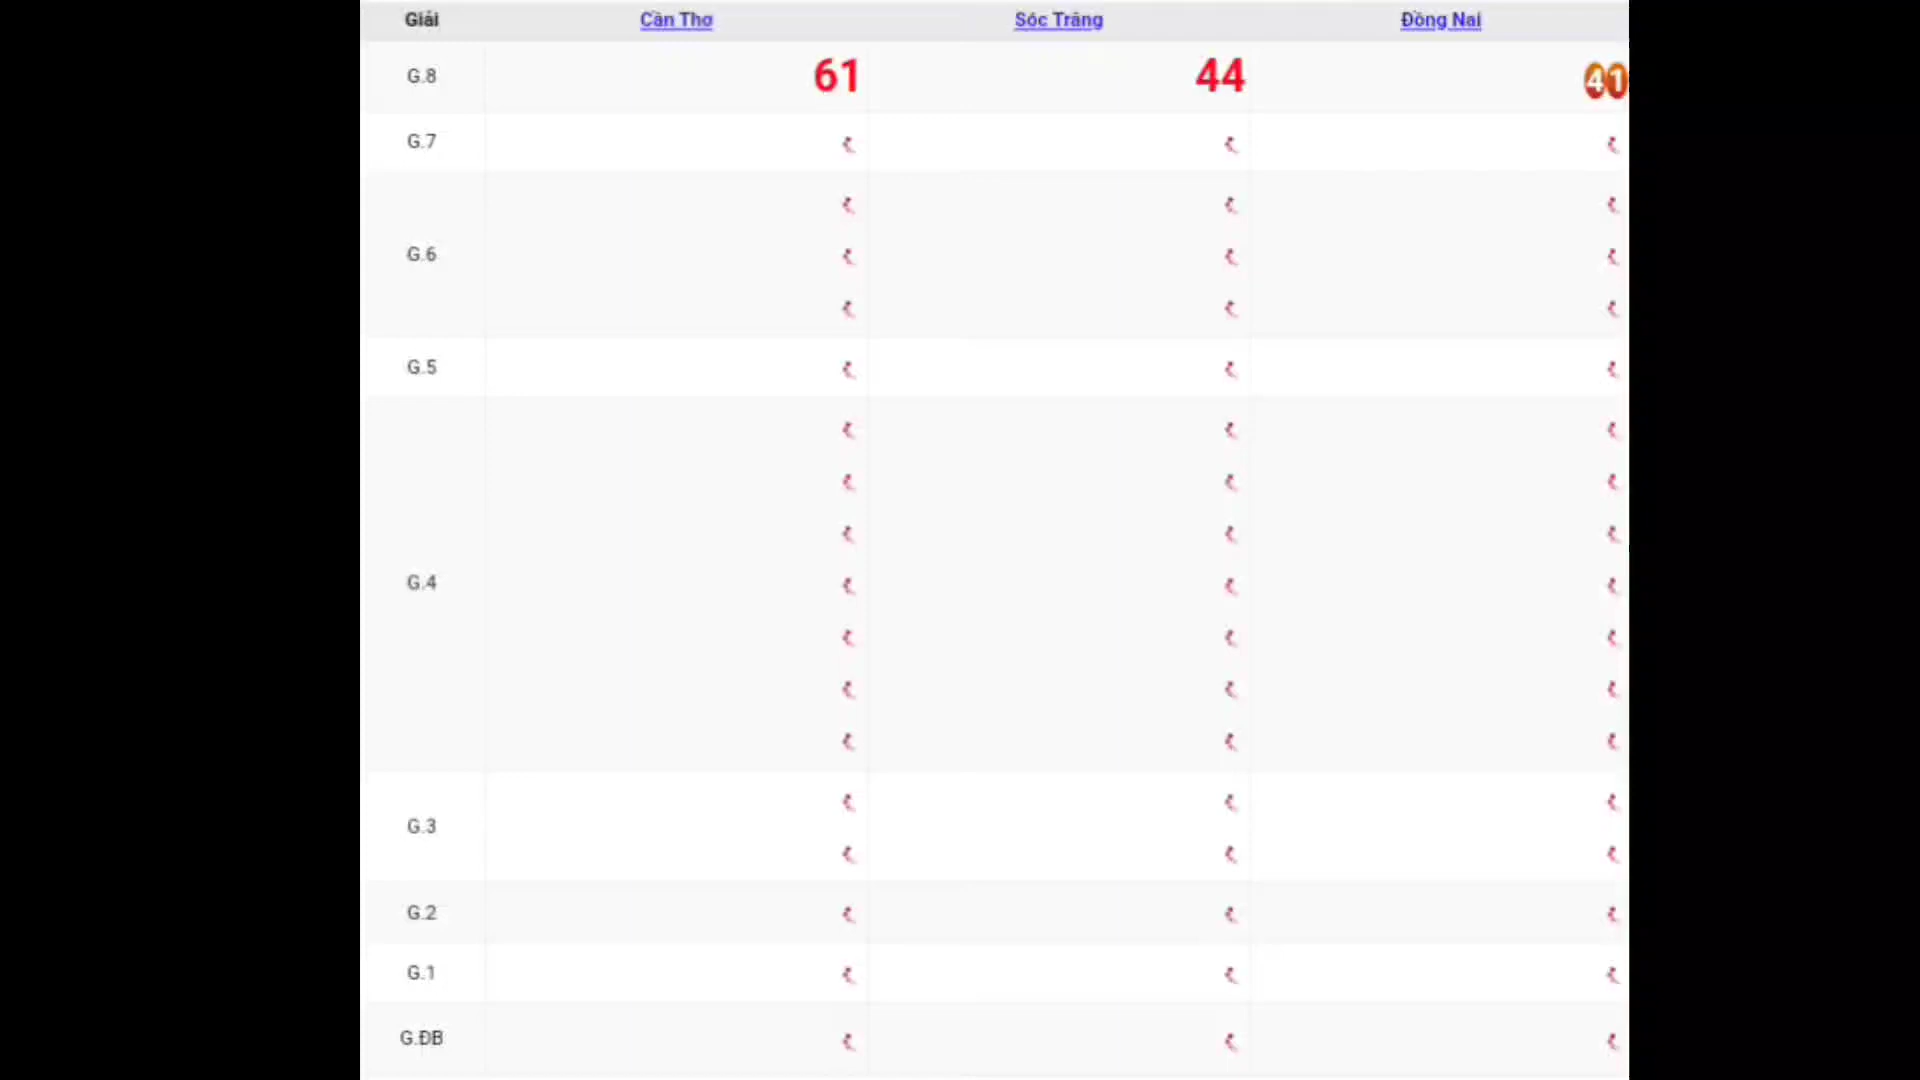 Giải Cần Thơ Sóc Trăng Đồng Nai
G.8 61 44 41
G.7
G.6
G.5
G.4
G.3
G.2
G.1
G.ĐB